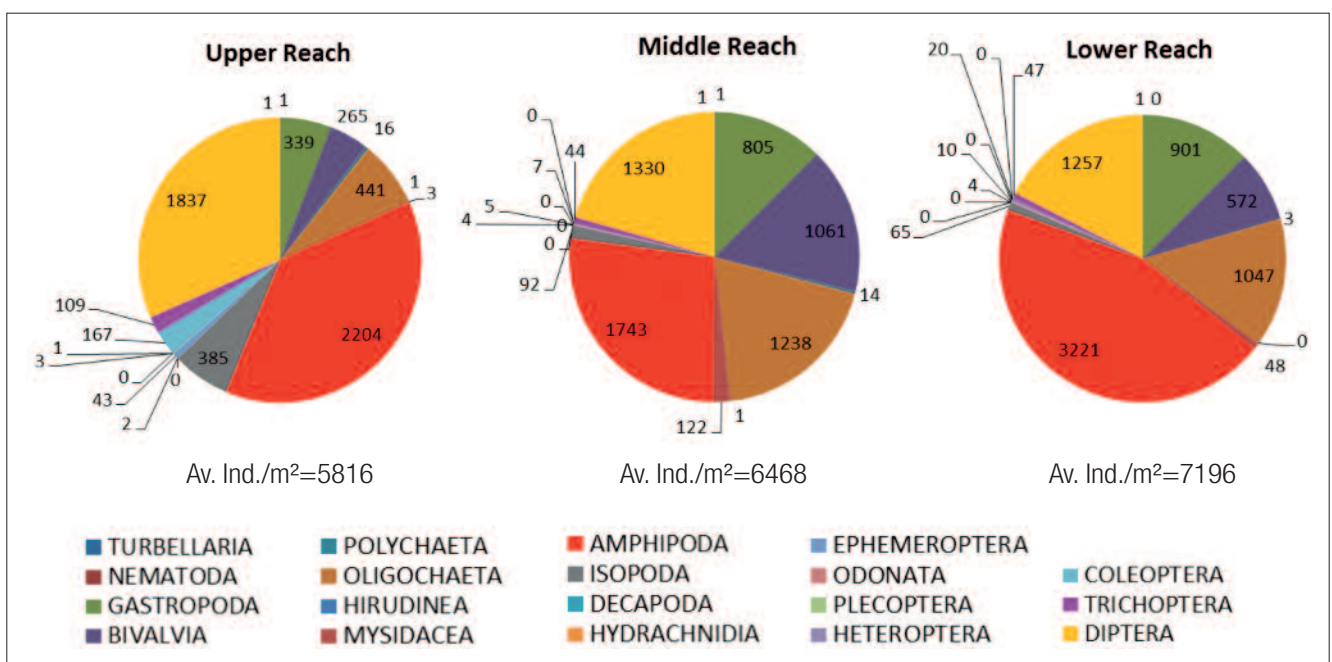 Upper Reach
1 1
339
265
16
441
1
3
2204
385
0
2
43
0
3
1
167
109
1837
Av. Ind./m²=5816
Middle Reach
1 1
805
1061
14
1238
1
122
1743
92
0
4
0
5
0
7
0
44
1330
Av. Ind./m²=6468
Lower Reach
1 0
901
572
3
1047
0
48
3221
65
0
0
4
10
0
20
0
47
1257
Av. Ind./m²=7196
TURBELLARIA
NEMATODA
GASTROPODA
BIVALVIA
POLYCHAETA
OLIGOCHAETA
HIRUDINEA
MYSIDACEA
AMPHIPODA
ISOPODA
DECAPODA
HYDRACHNIDIA
EPHEMEROPTERA
ODONATA
PLECOPTERA
HETEROPTERA
COLEOPTERA
TRICHOPTERA
DIPTERA